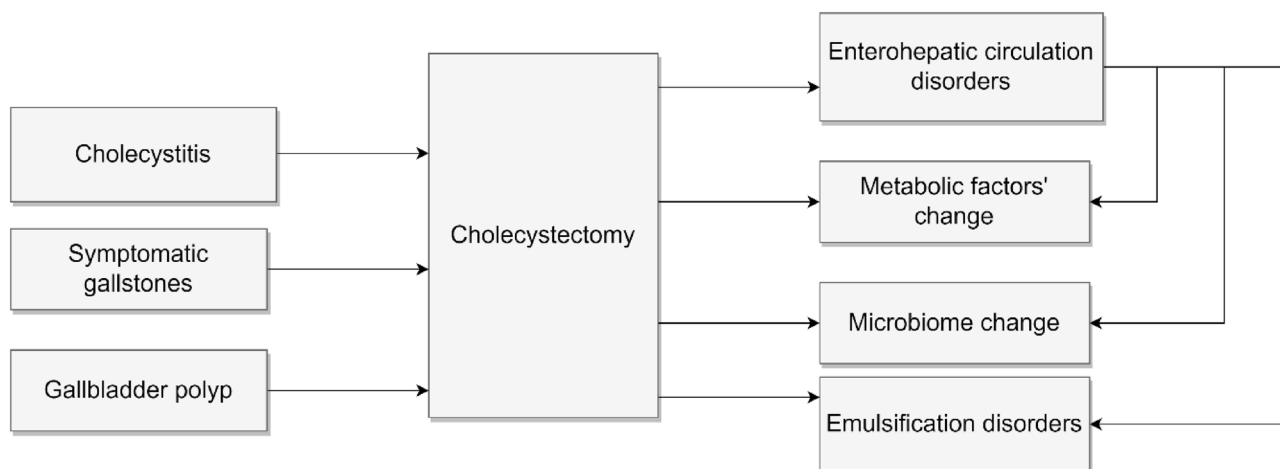 Cholecystitis
Symptomatic
gallstones
Gallbladder polyp
Cholecystectomy
Enterohepatic circulation
disorders
Metabolic factors'
change
Microbiome change
Emulsification disorders